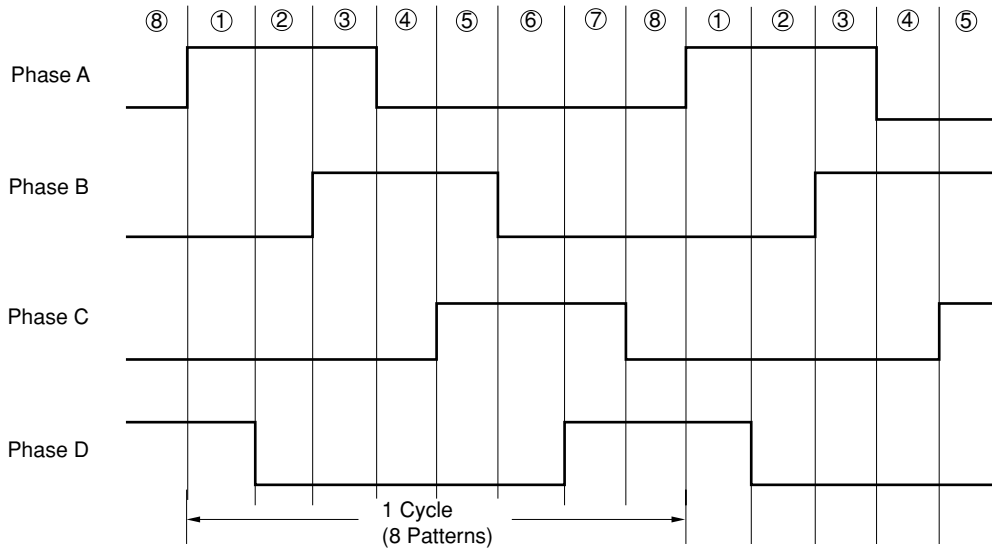 ⑧ ① ② ③ ④ ⑤ ⑥ ⑦ ⑧ ① ② ③ ④ ⑤
Phase A
Phase B
Phase C
Phase D
1 Cycle
(8 Patterns)